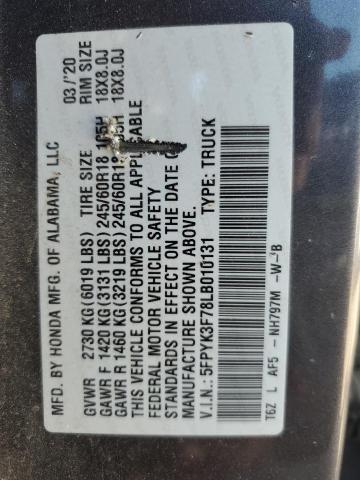 MFD. BY HONDA MFG. OF ALABAMA, LLC 03/'20
GVWR 2730 KG (6019 LBS) TIRE SIZE RIM SIZE
GAWR F 1420 KG (3131 LBS) 245/60R18 105H 18X8.0J
GAWR R 1460 KG (3219 LBS) 245/60R18 105H 18X8.0J
THIS VEHICLE CONFORMS TO ALL APPLICABLE
FEDERAL MOTOR VEHICLE SAFETY
STANDARDS IN EFFECT ON THE DATE OF
MANUFACTURE SHOWN ABOVE.
V.I.N.: 5FPYK3F78LB010131 TYPE: TRUCK
T6Z L AF5 - NH797M -W-